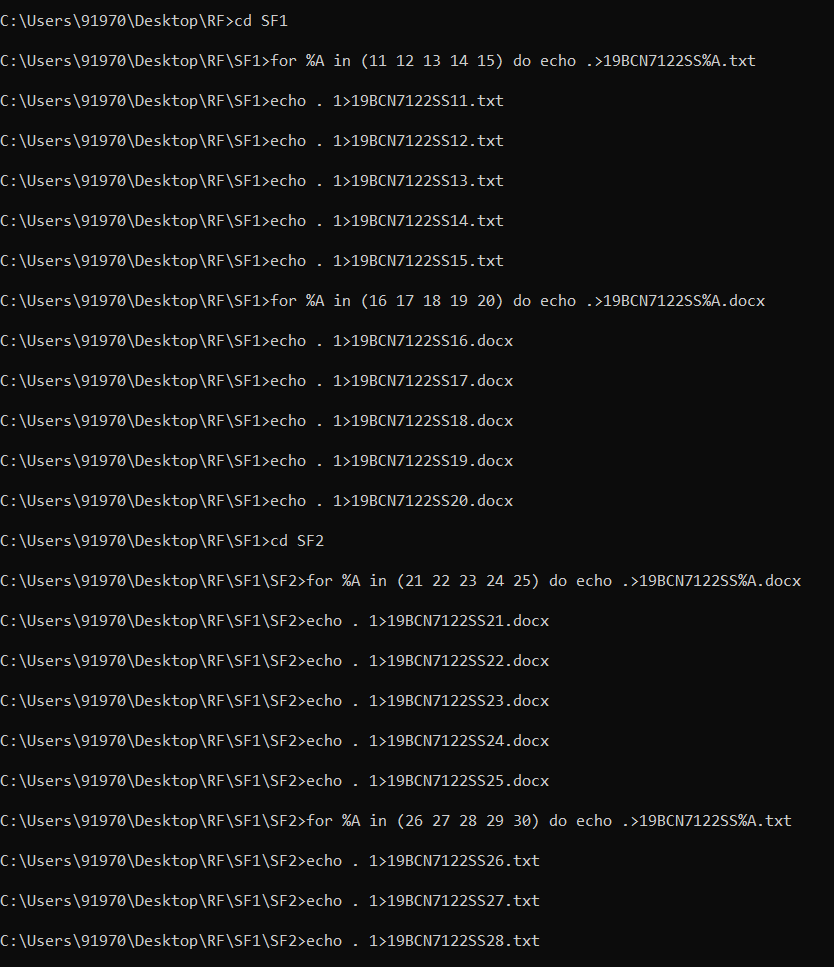 C:\Users\91970\Desktop\RF>cd SF1
C:\Users\91970\Desktop\RF\SF1>for %A in (11 12 13 14 15) do echo .>19BCN7122SS%A.txt
C:\Users\91970\Desktop\RF\SF1>echo . 1>19BCN7122SS11.txt
C:\Users\91970\Desktop\RF\SF1>echo . 1>19BCN7122SS12.txt
C:\Users\91970\Desktop\RF\SF1>echo . 1>19BCN7122SS13.txt
C:\Users\91970\Desktop\RF\SF1>echo . 1>19BCN7122SS14.txt
C:\Users\91970\Desktop\RF\SF1>echo . 1>19BCN7122SS15.txt
C:\Users\91970\Desktop\RF\SF1>for %A in (16 17 18 19 20) do echo .>19BCN7122SS%A.docx
C:\Users\91970\Desktop\RF\SF1>echo . 1>19BCN7122SS16.docx
C:\Users\91970\Desktop\RF\SF1>echo . 1>19BCN7122SS17.docx
C:\Users\91970\Desktop\RF\SF1>echo . 1>19BCN7122SS18.docx
C:\Users\91970\Desktop\RF\SF1>echo . 1>19BCN7122SS19.docx
C:\Users\91970\Desktop\RF\SF1>echo . 1>19BCN7122SS20.docx
C:\Users\91970\Desktop\RF\SF1>cd SF2
C:\Users\91970\Desktop\RF\SF1\SF2>for %A in (21 22 23 24 25) do echo .>19BCN7122SS%A.docx
C:\Users\91970\Desktop\RF\SF1\SF2>echo . 1>19BCN7122SS21.docx
C:\Users\91970\Desktop\RF\SF1\SF2>echo . 1>19BCN7122SS22.docx
C:\Users\91970\Desktop\RF\SF1\SF2>echo . 1>19BCN7122SS23.docx
C:\Users\91970\Desktop\RF\SF1\SF2>echo . 1>19BCN7122SS24.docx
C:\Users\91970\Desktop\RF\SF1\SF2>echo . 1>19BCN7122SS25.docx
C:\Users\91970\Desktop\RF\SF1\SF2>for %A in (26 27 28 29 30) do echo .>19BCN7122SS%A.txt
C:\Users\91970\Desktop\RF\SF1\SF2>echo . 1>19BCN7122SS26.txt
C:\Users\91970\Desktop\RF\SF1\SF2>echo . 1>19BCN7122SS27.txt
C:\Users\91970\Desktop\RF\SF1\SF2>echo . 1>19BCN7122SS28.txt